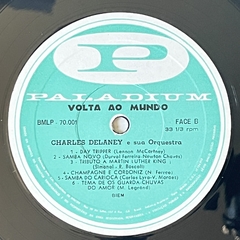 P
PALADIUM
VOLTA AO MUNDO
BMLP - 70.001
FACE B
33 1/3 rpm
CHARLES DELANEY e sua Orquestra
1 - DAY TRIPPER (Lennon McCartney)
2 - SAMBA NOVO (Durval Ferreira-Newton Chaves)
3 - TRIBUTO A MARTIN LUTHER KING
(Simonal - R. Boscoli)
4 - CHAMPAGNE E CORDONIZ (N. Ferrao)
5 - SAMBA DO CARIOCA (Carlos Lyra-V. Moraes)
6 - TEMA DE OS GUARDA-CHUVAS
DO AMOR (M. Legrand)